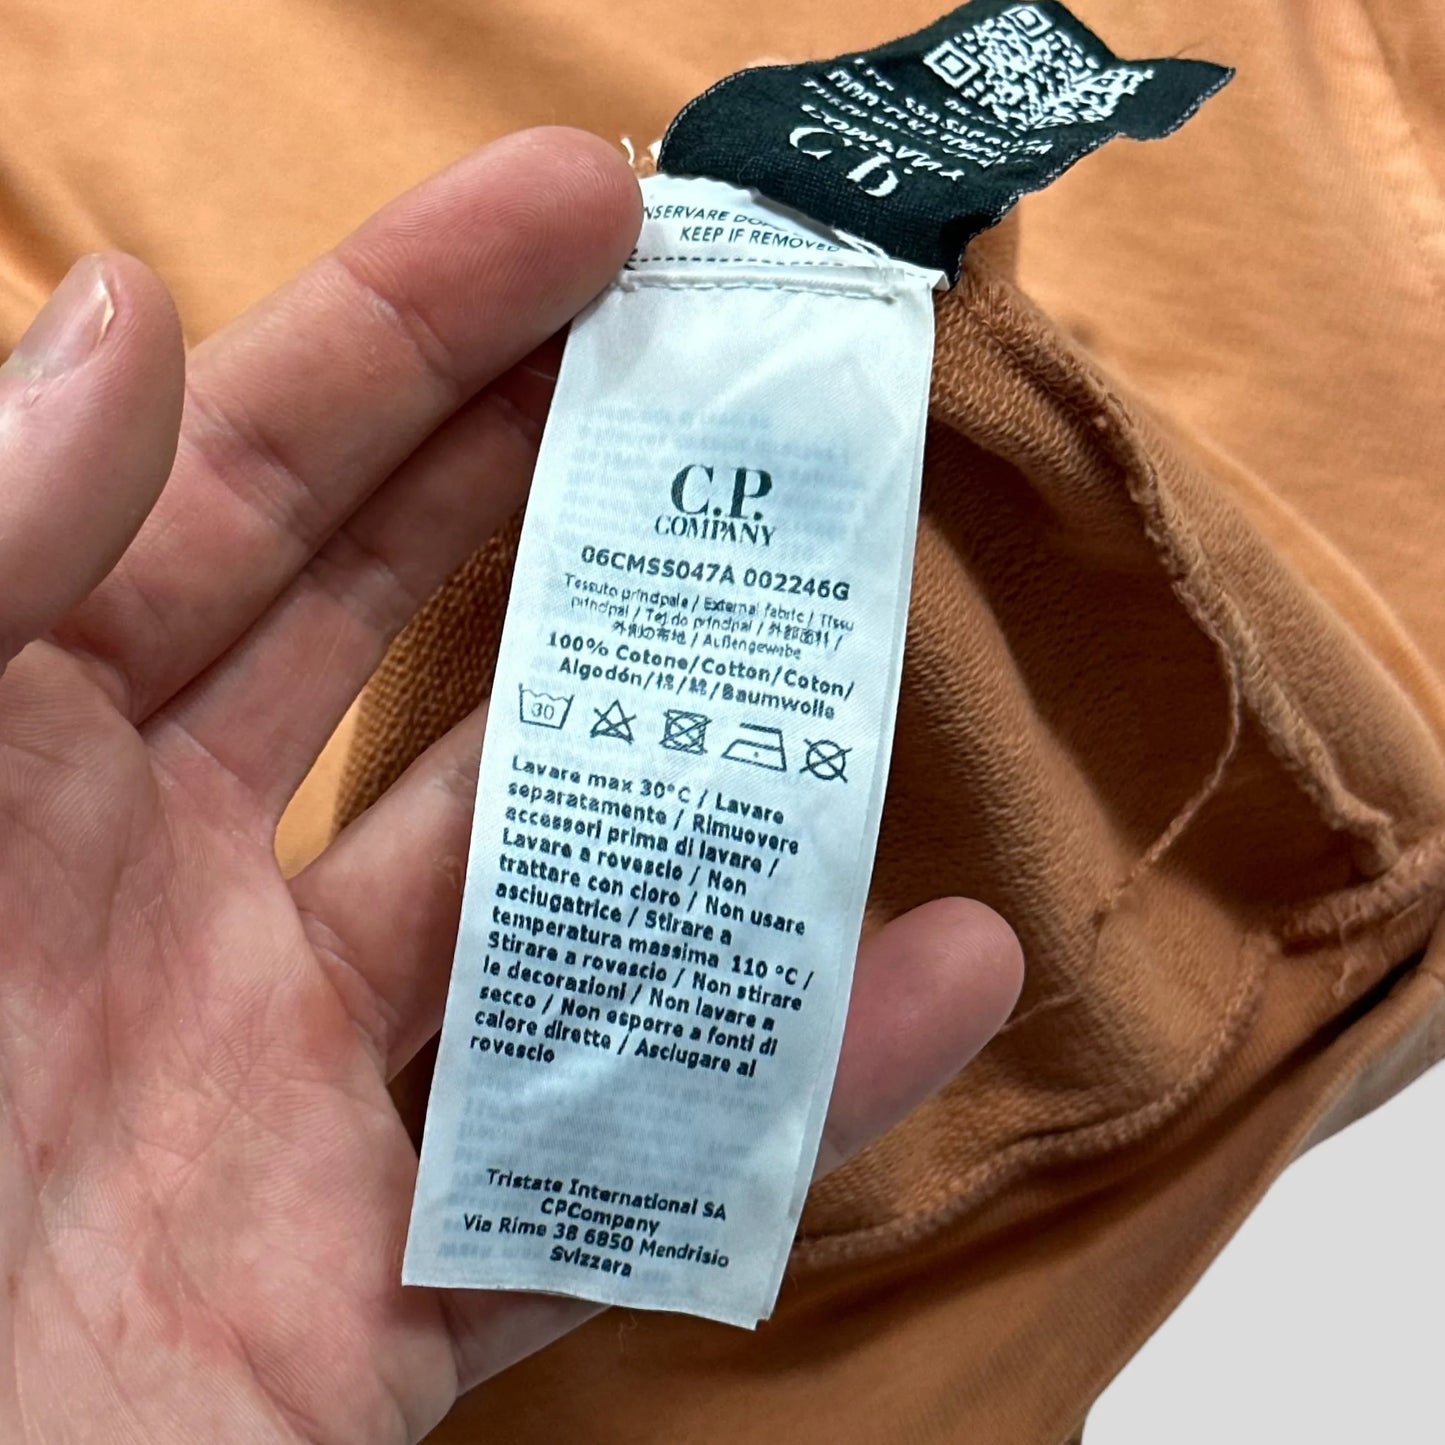 C.P.
NSERVARE
KEEP IF REMOVED
C.P.
COMPANY
06CMSS047A 002246G
Tessuto principale / External fabric / Tissu
principal / Tejido principal / 外部面料 /
外側の布地 / Außengewebe
100% Cotone/Cotton/Coton/
Algodón/棉/綿/Baumwolle
30
Lavare max 30°C / Lavare
separatamente / Rimuovere
accessori prima di lavare /
Lavare a rovescio / Non
trattare con cloro / Non usare
asciugatrice / Stirare a
temperatura massima 110 °C /
Stirare a rovescio / Non stirare
le decorazioni / Non lavare a
secco / Non esporre a fonti di
calore dirette / Asciugare al
rovescio
Tristate International SA
CPCompany
Via Rime 38 6850 Mendrisio
Svizzera